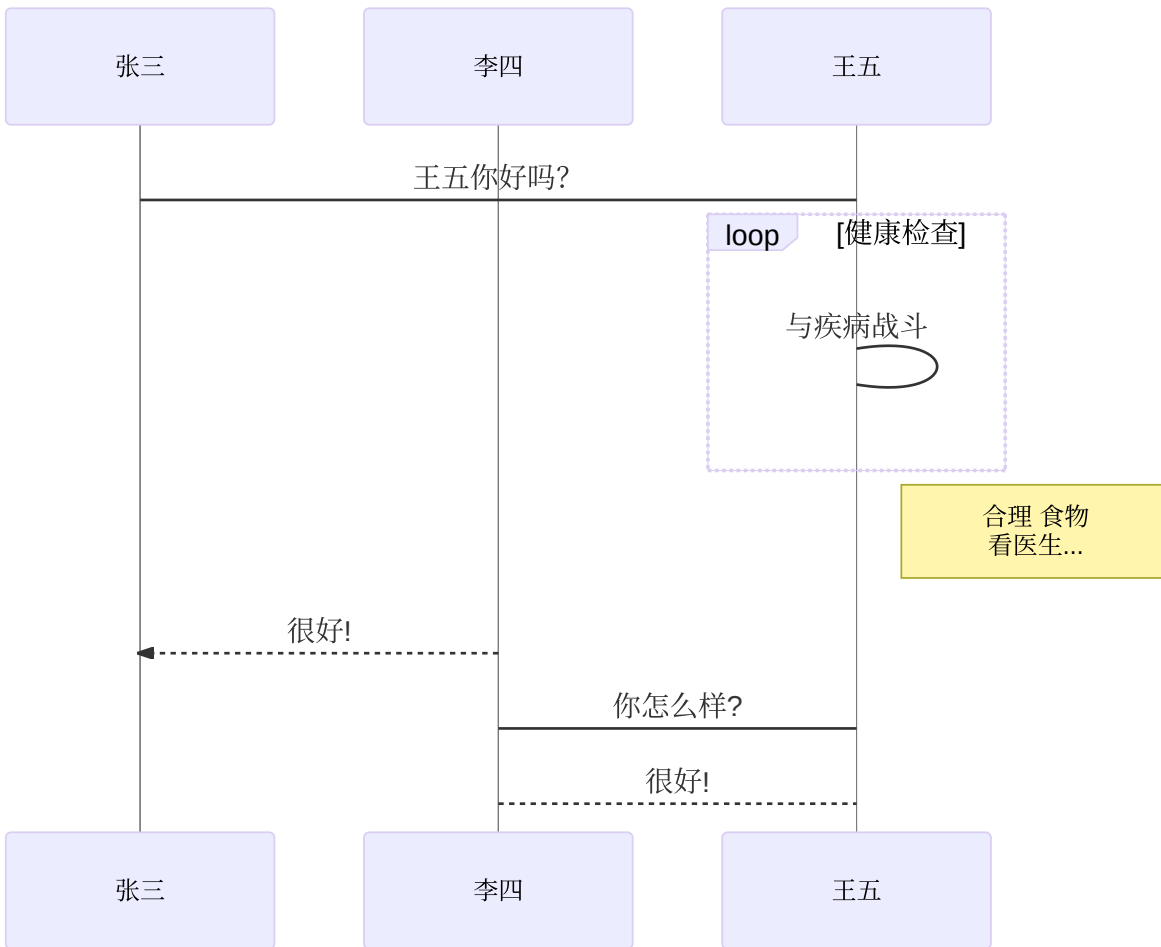 张三
李四
王五
王五你好吗?
loop
[健康检查]
与疾病战斗
合理 食物
看医生...
很好!
你怎么样?
很好!
张三
李四
王五